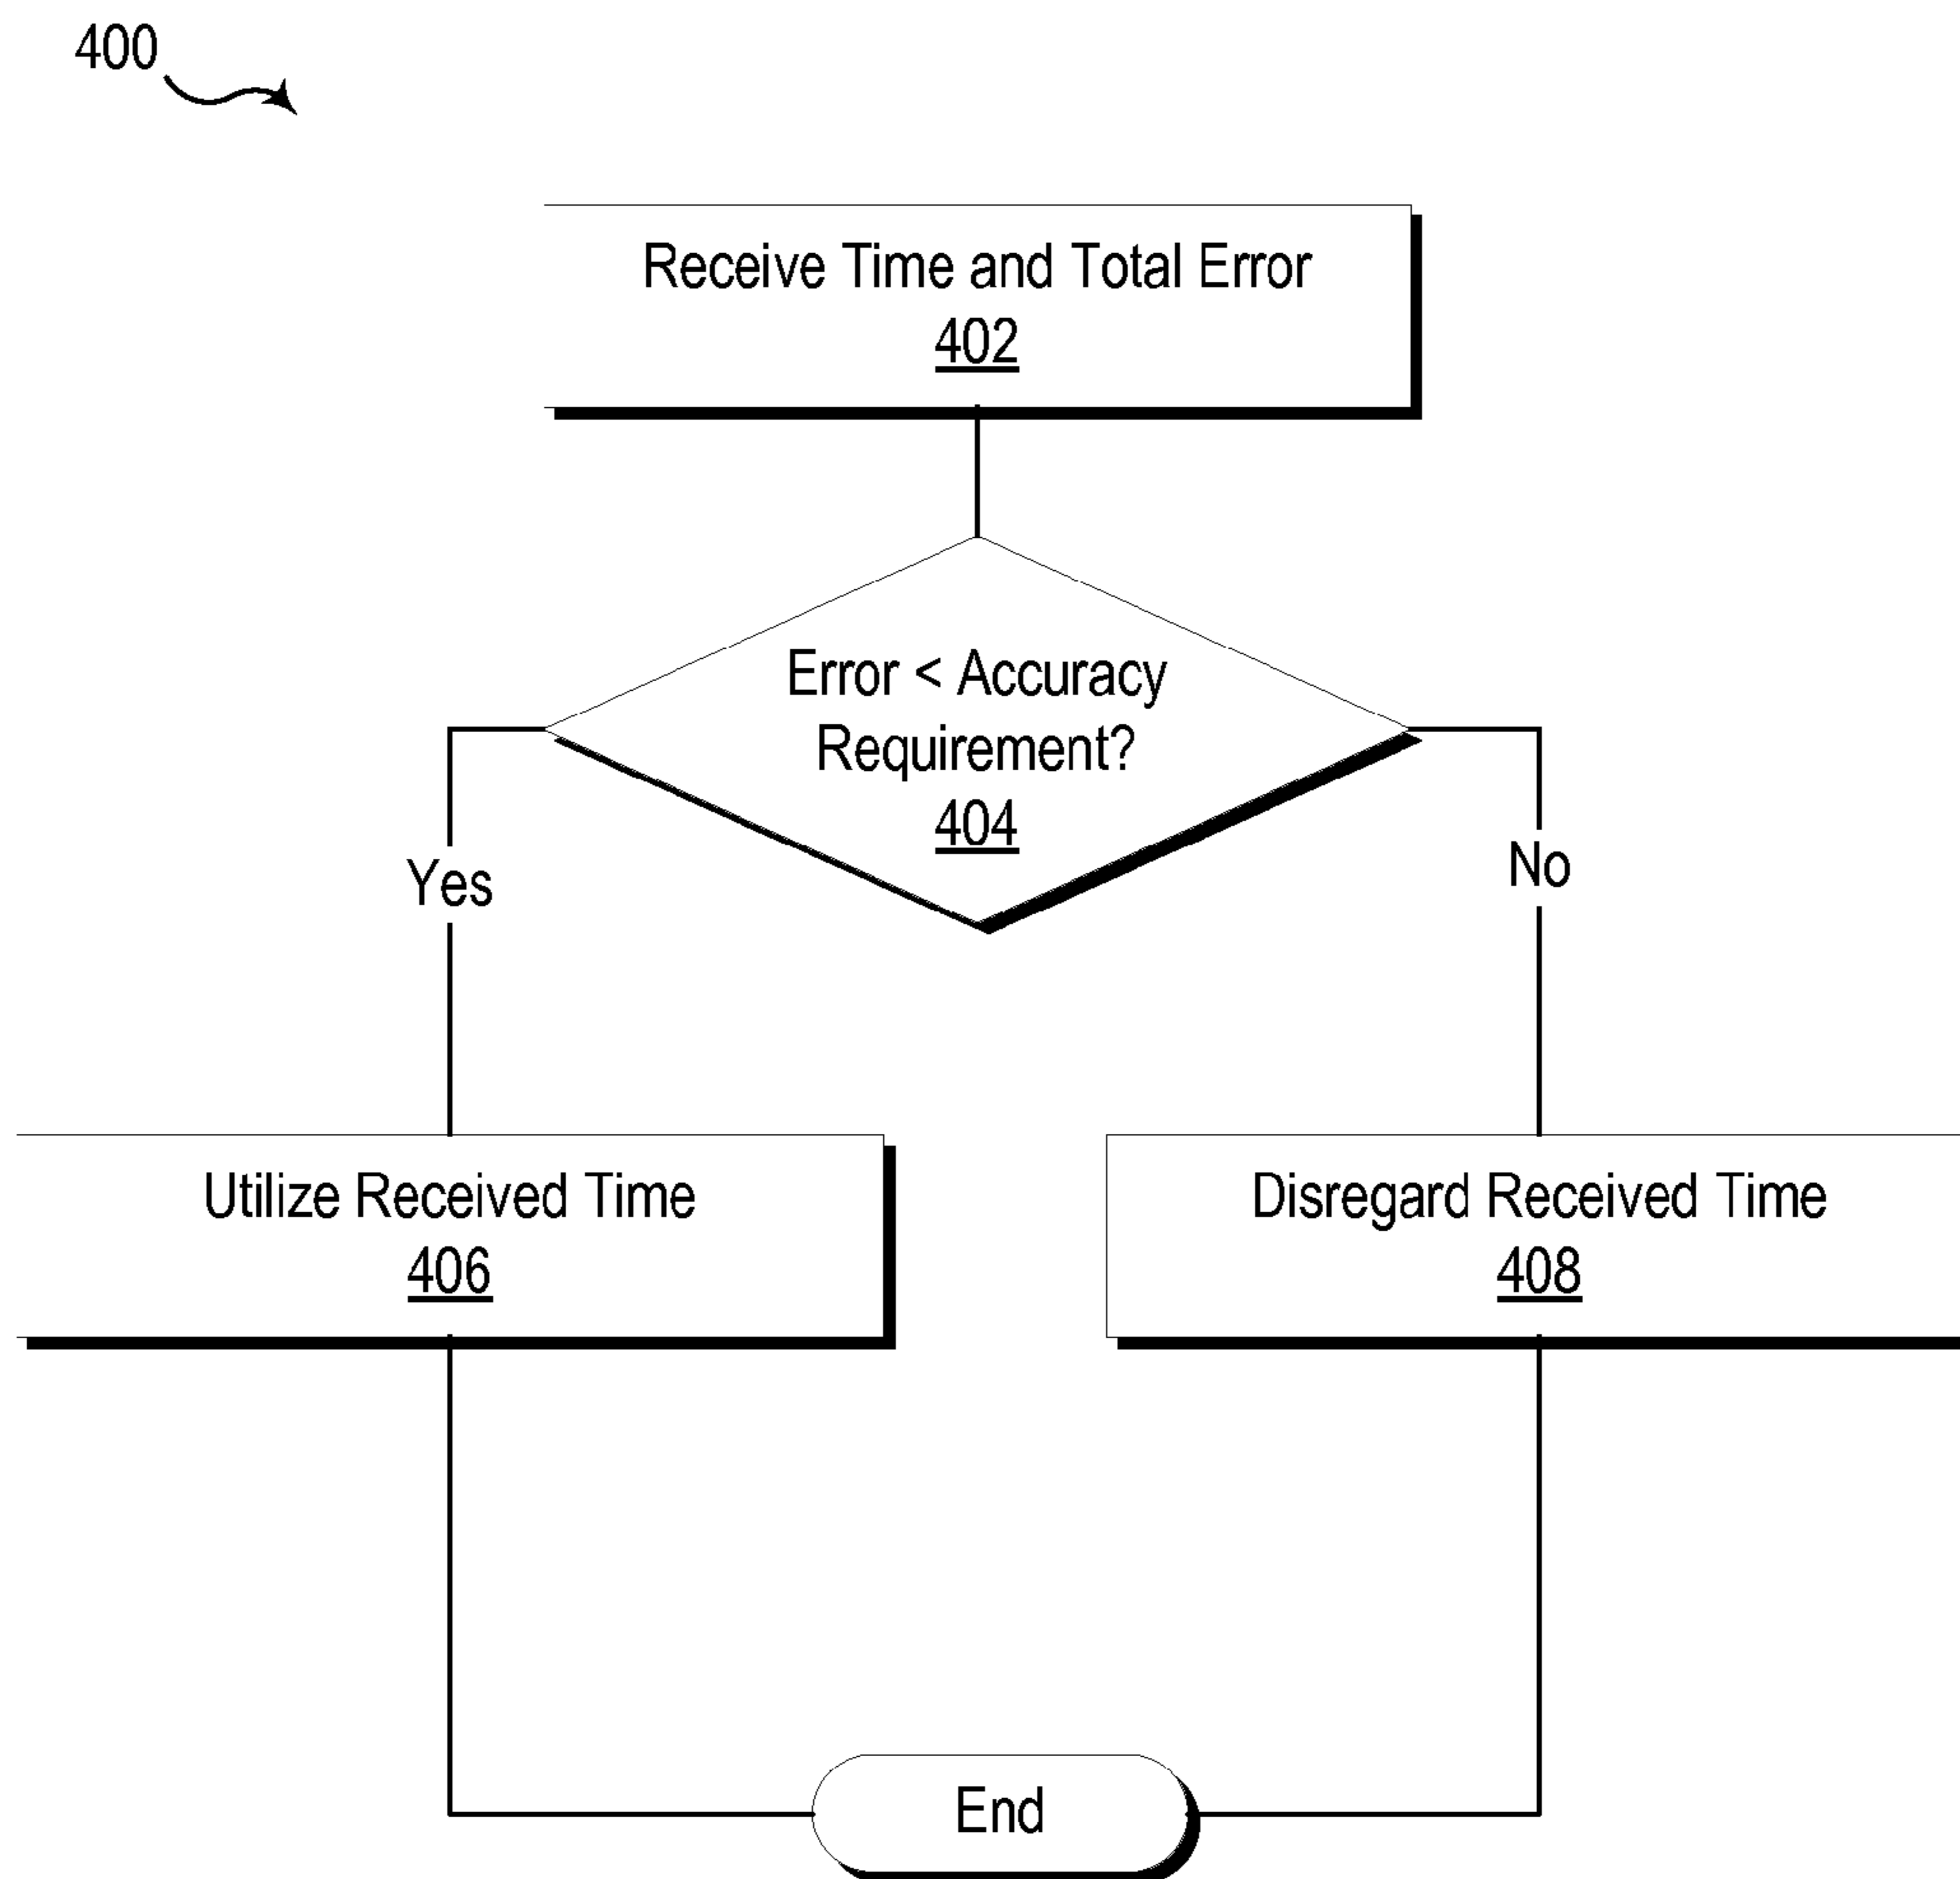 400
Receive Time and Total Error
402
Error < Accuracy
Requirement?
404
Yes
No
Utilize Received Time
406
Disregard Received Time
408
End